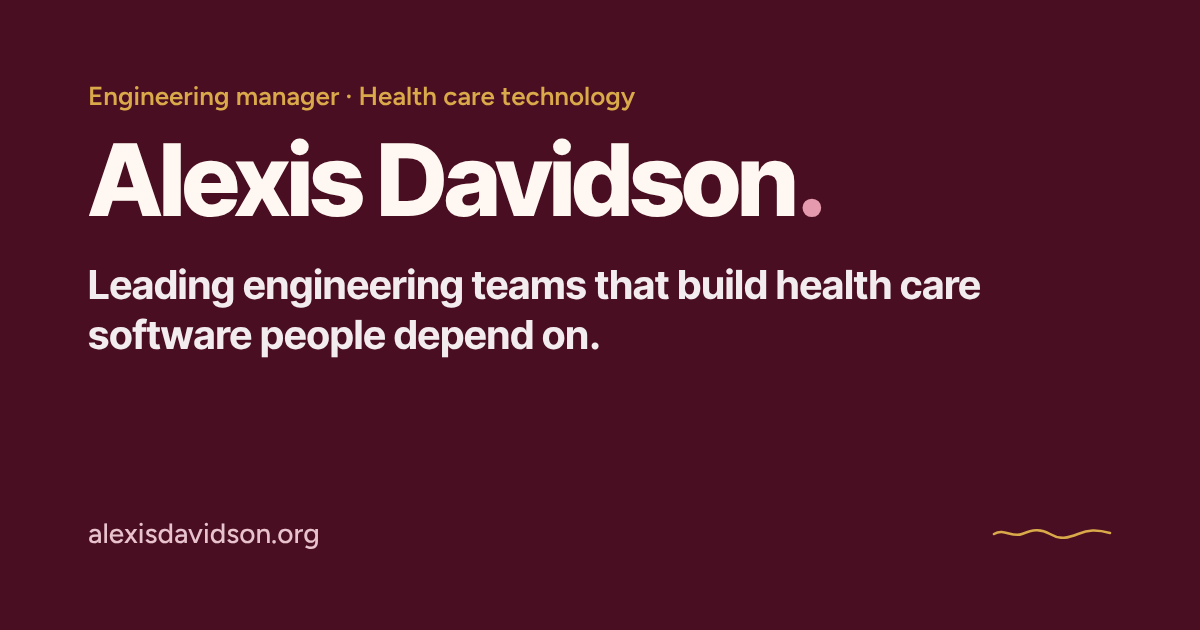 Engineering manager · Health care technology
Alexis Davidson.
Leading engineering teams that build health care
software people depend on.
alexisdavidson.org